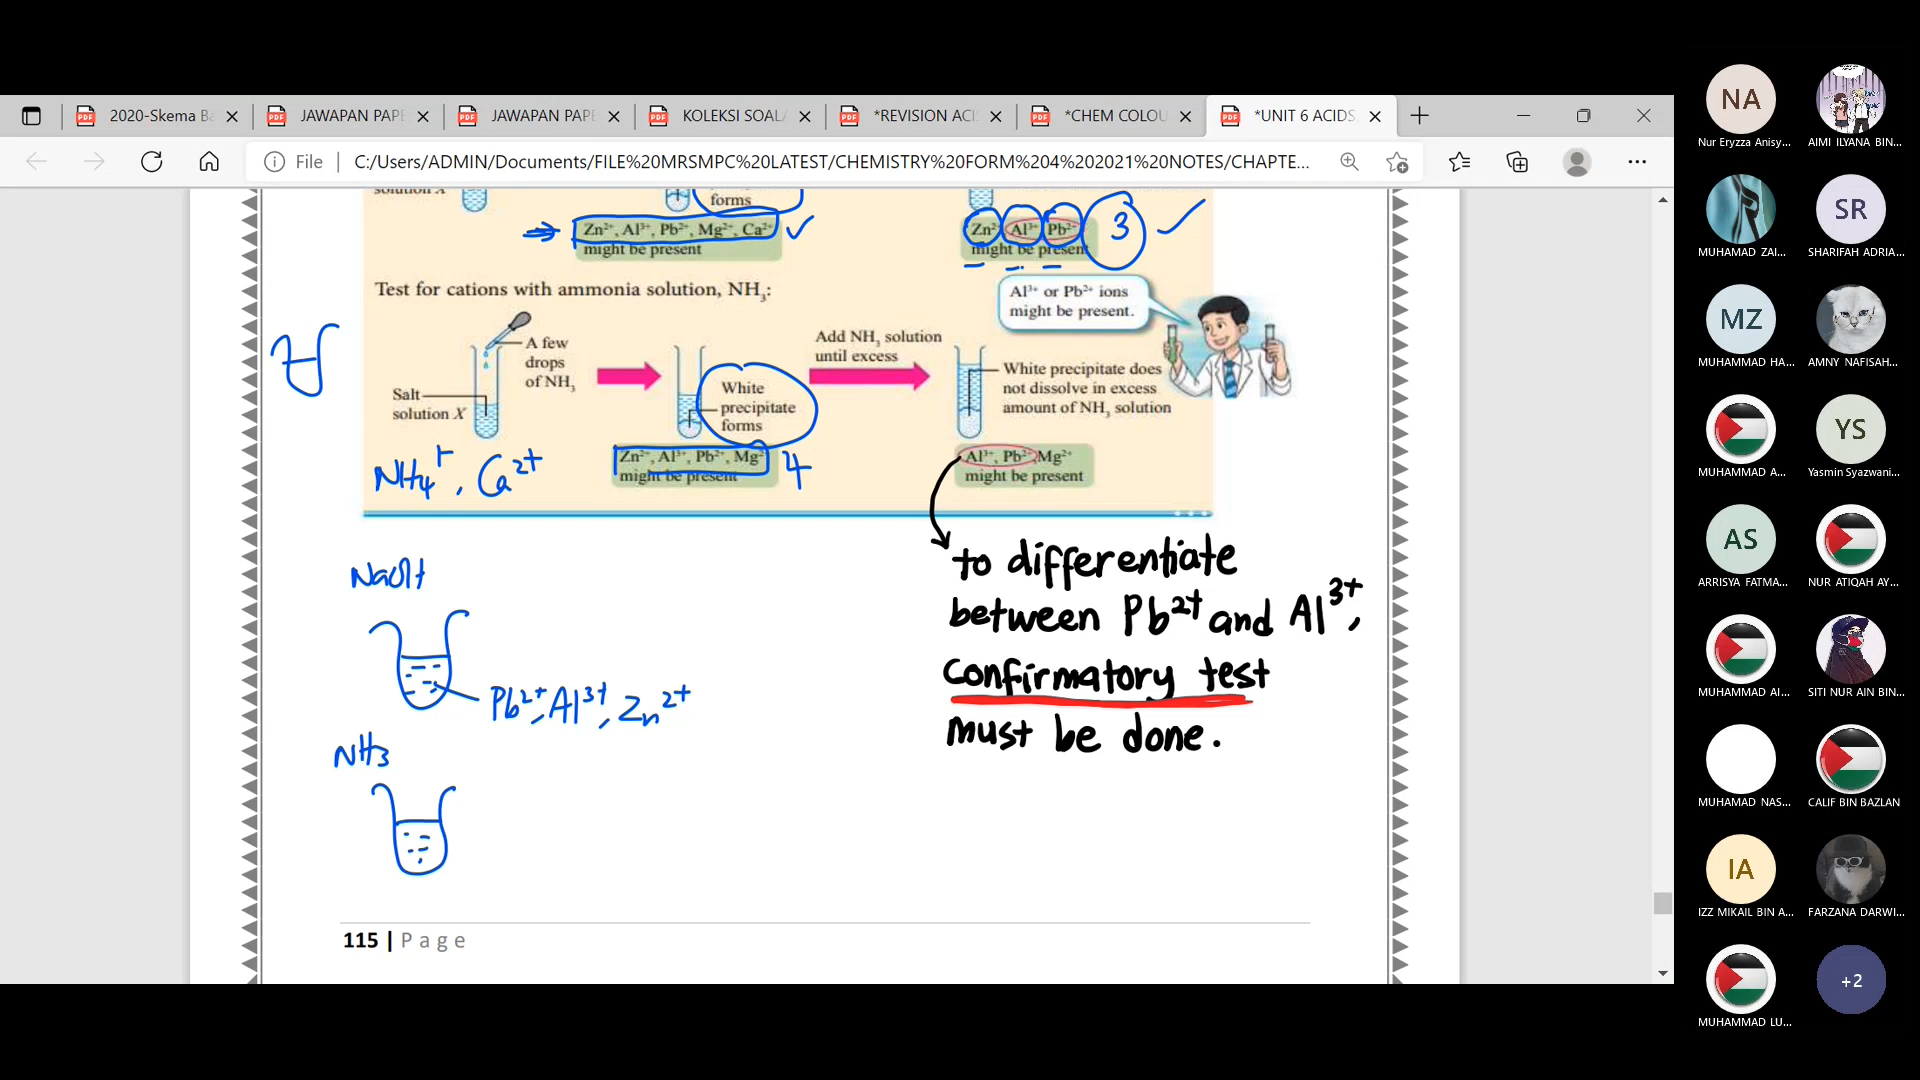 2020-Skema Ba
JAWAPAN PAPE
JAWAPAN PAPE
KOLEKSI SOALA
*REVISION ACI
*CHEM COLOU
*UNIT 6 ACIDS
File
C:/Users/ADMIN/Documents/FILE%20MRSMPC%20LATEST/CHEMISTRY%20FORM%204%202021%20NOTES/CHAPTE...
solution X
forms
Zn²⁺, Al³⁺, Pb²⁺, Mg²⁺, Ca²⁺
might be present
Zn²⁺ Al³⁺ Pb²⁺
might be present
3
Test for cations with ammonia solution, NH₃:
Al³⁺ or Pb²⁺ ions
might be present.
A few
drops
of NH₃
Salt
solution X
White
precipitate
forms
Add NH₃ solution
until excess
White precipitate does
not dissolve in excess
amount of NH₃ solution
NH₄⁺, Ca²⁺
Zn²⁺, Al³⁺, Pb²⁺, Mg²⁺
might be present
4
Al³⁺, Pb²⁺, Mg²⁺
might be present
to differentiate
between Pb²⁺ and Al³⁺,
confirmatory test
must be done.
NaOH
Pb²⁺, Al³⁺, Zn²⁺
NH₃
115 | Page
NA
Nur Eryzza Anisy...
AIMI ILYANA BIN...
MUHAMAD ZAI...
SR
SHARIFAH ADRIA...
MZ
MUHAMMAD HA...
AMNY NAFISAH...
MUHAMMAD A...
YS
Yasmin Syazwani...
AS
ARRISYA FATMA...
NUR ATIQAH AY...
MUHAMMAD AI...
SITI NUR AIN BIN...
MUHAMAD NAS...
CALIF BIN BAZLAN
IA
IZZ MIKAIL BIN A...
FARZANA DARWI...
MUHAMMAD LU...
+2